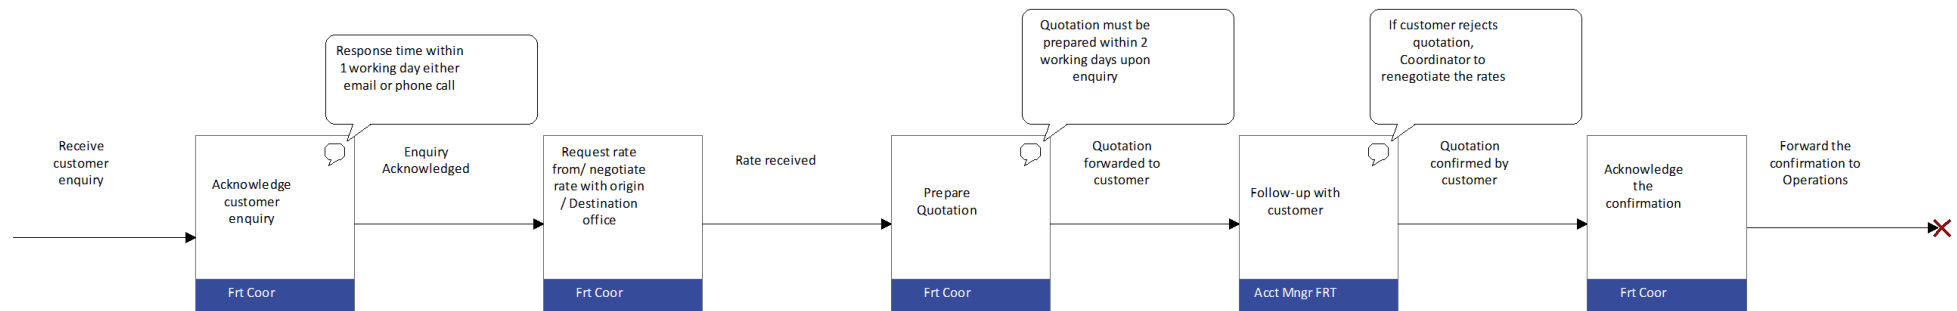 Receive
customer
enquiry
Response time within
1 working day either
email or phone call
Acknowledge
customer
enquiry
Frt Coor
Enquiry
Acknowledged
Request rate
from/ negotiate
rate with origin
/ Destination
office
Frt Coor
Rate received
Quotation must be
prepared within 2
working days upon
enquiry
Prepare
Quotation
Frt Coor
Quotation
forwarded to
customer
If customer rejects
quotation,
Coordinator to
renegotiate the rates
Follow-up with
customer
Acct Mngr FRT
Quotation
confirmed by
customer
Acknowledge
the
confirmation
Frt Coor
Forward the
confirmation to
Operations